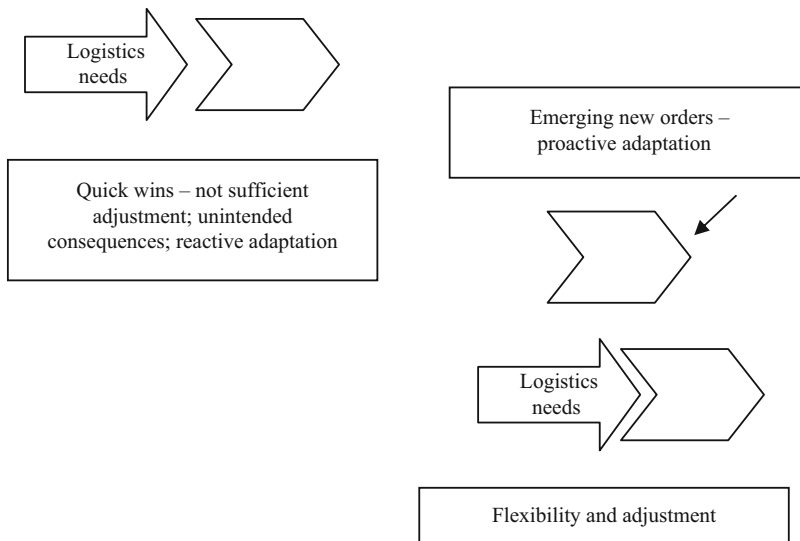 Logistics
needs
Quick wins – not sufficient
adjustment; unintended
consequences; reactive adaptation
Emerging new orders –
proactive adaptation
Logistics
needs
Flexibility and adjustment